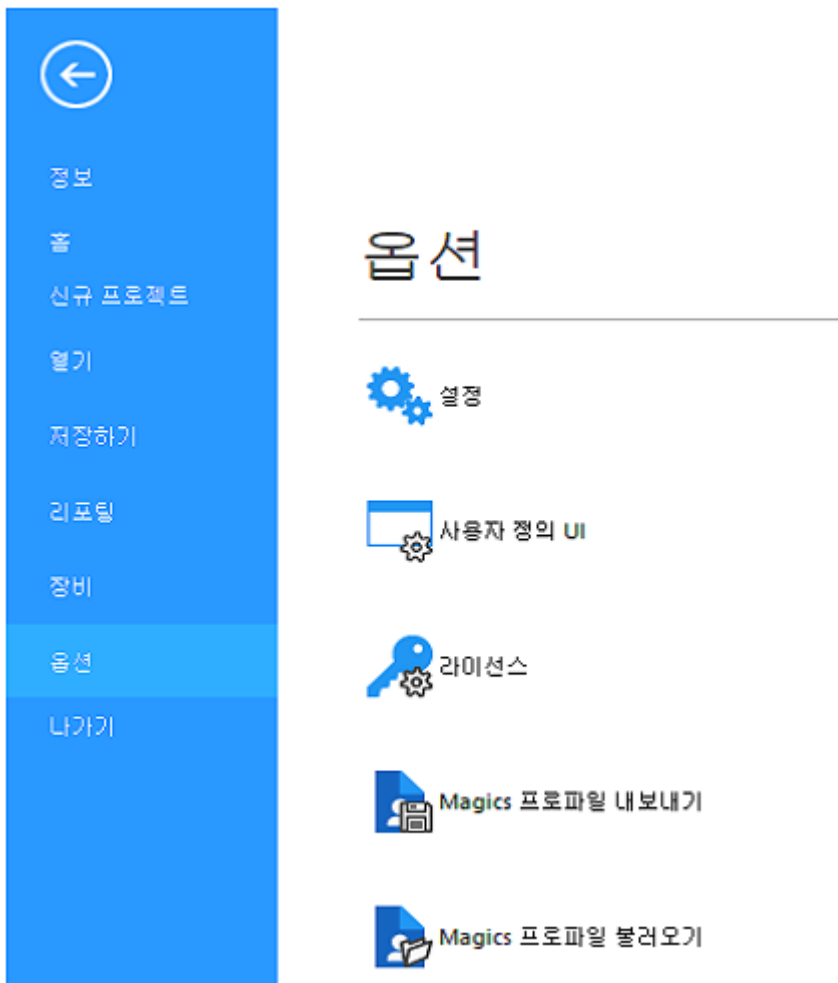 정보
홈
신규 프로젝트
열기
저장하기
리포팅
장비
옵션
나가기
옵션
설정
사용자 정의 UI
라이선스
Magics 프로파일 내보내기
Magics 프로파일 불러오기